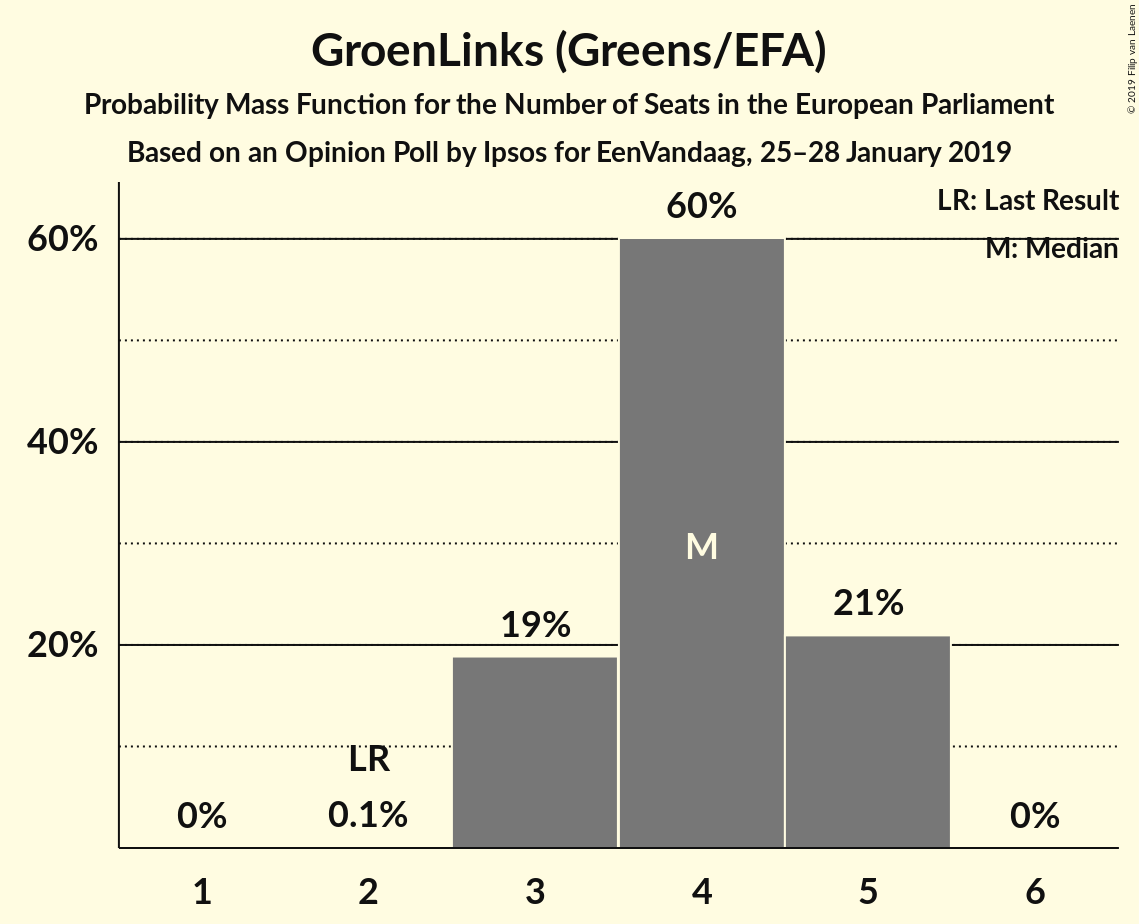 GroenLinks (Greens/EFA)
Probability Mass Function for the Number of Seats in the European Parliament
Based on an Opinion Poll by Ipsos for EenVandaag, 25–28 January 2019
© 2019 Filip van Laenen
LR: Last Result
M: Median
60%
40%
20%
0%
LR
0.1%
19%
60%
M
21%
0%
1
2
3
4
5
6